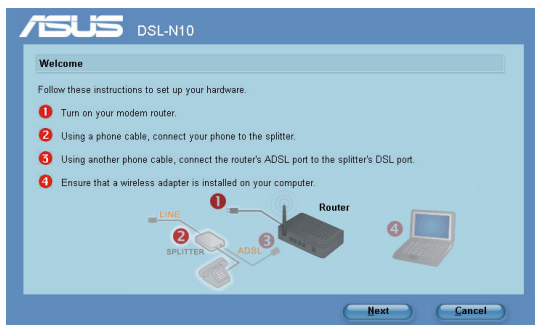 ASUS DSL-N10
Welcome
Follow these instructions to set up your hardware.
1 Turn on your modem router.
2 Using a phone cable, connect your phone to the splitter.
3 Using another phone cable, connect the router's ADSL port to the splitter's DSL port.
4 Ensure that a wireless adapter is installed on your computer.
1
Router
LINE
2
3
4
SPLITTER
ADSL
Next
Cancel